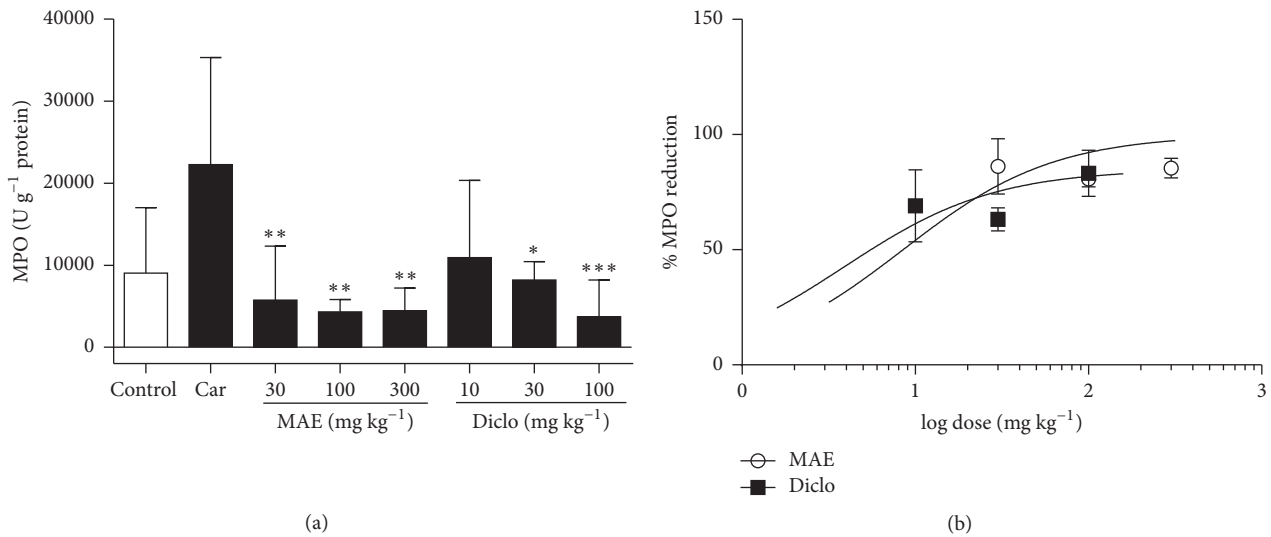 40000
30000
20000
10000
0
MPO (U g⁻¹ protein)
**
**
**
*
***
Control Car 30 100 300 10 30 100
MAE (mg kg⁻¹) Diclo (mg kg⁻¹)
(a)
150
100
50
0
% MPO reduction
0 1 2 3
log dose (mg kg⁻¹)
MAE
Diclo
(b)